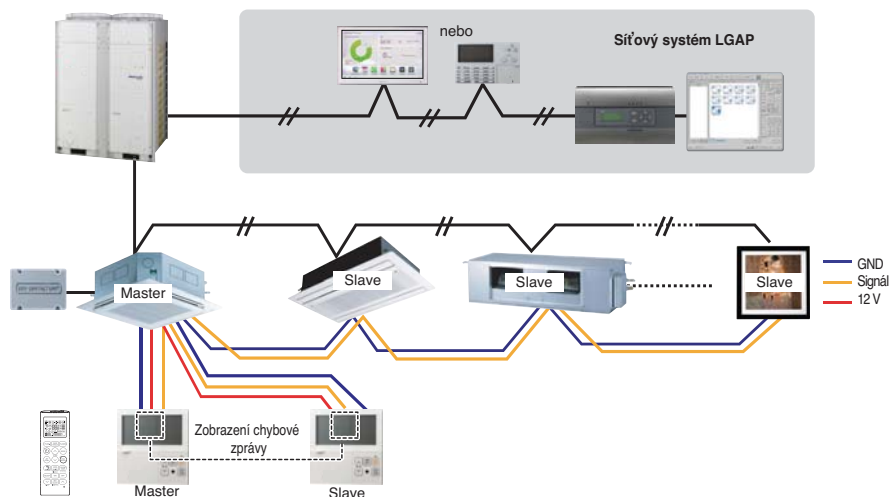 nebo
Síťový systém LGAP
Master
Slave
Slave
Slave
GND
Signál
12 V
Zobrazení chybové
zprávy
Master
Slave